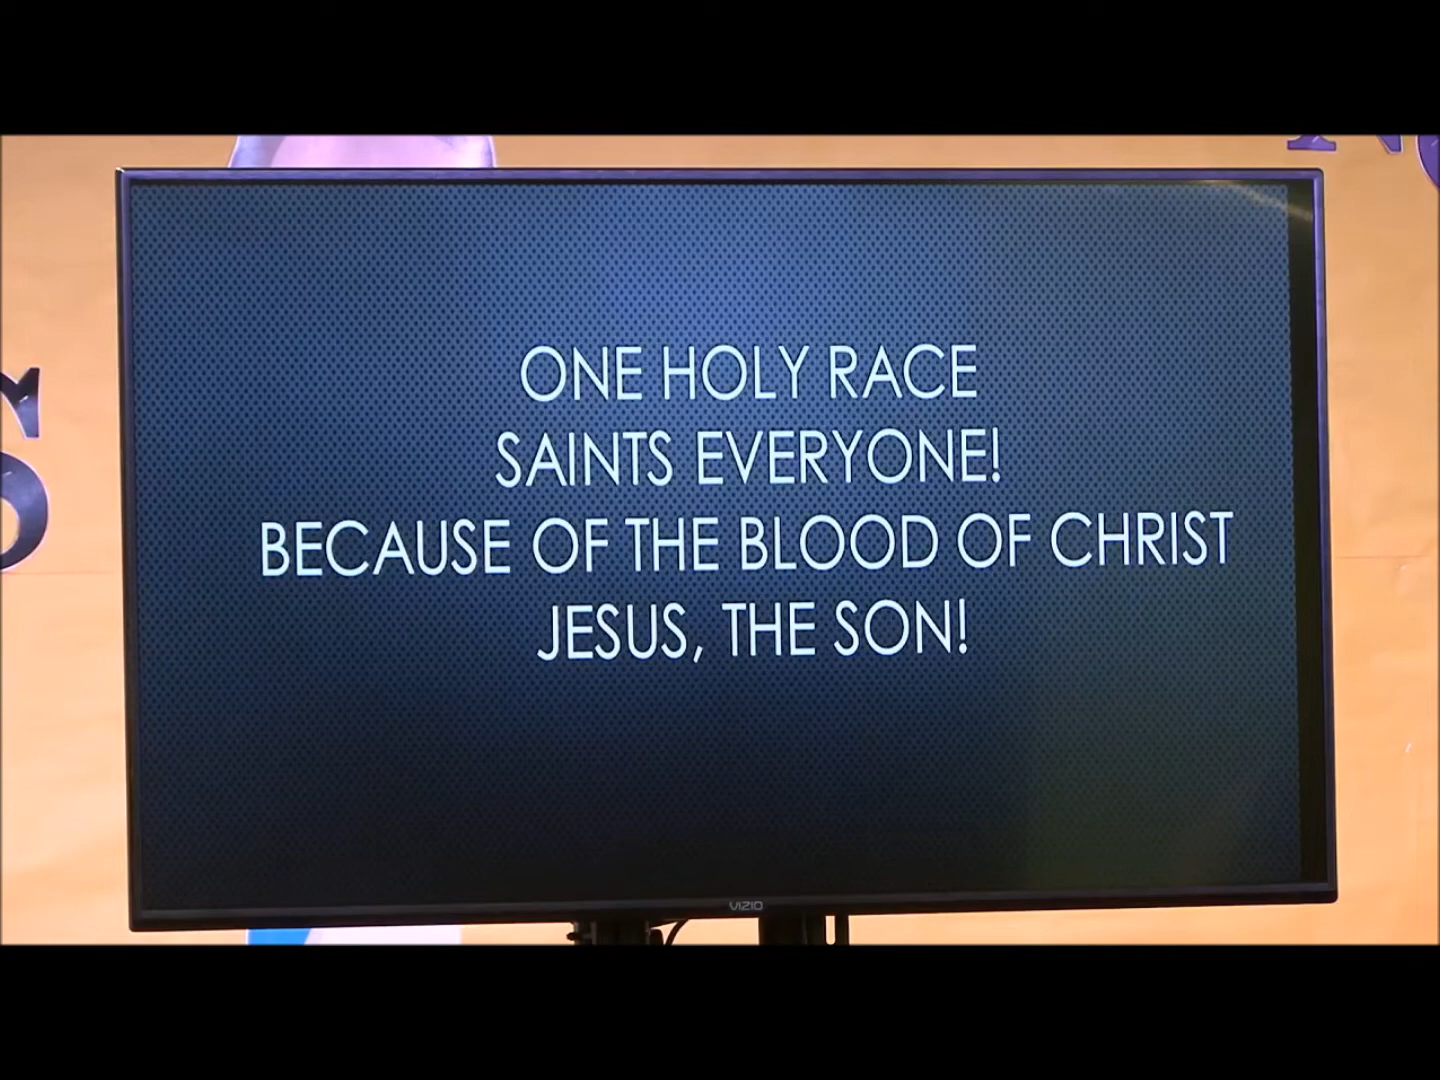 ONE HOLY RACE
SAINTS EVERYONE!
BECAUSE OF THE BLOOD OF CHRIST
JESUS, THE SON!
VIZIO